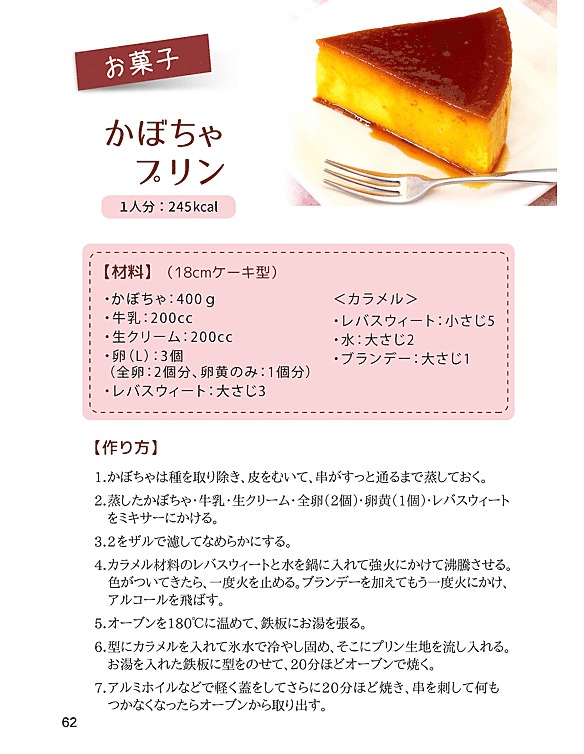 お菓子
かぼちゃ
プリン
1人分：245kcal
【材料】（18cmケーキ型）
・かぼちゃ：400g
・牛乳：200cc
・生クリーム：200cc
・卵（L）：3個
（全卵：2個分、卵黄のみ：1個分）
・レバスウィート：大さじ3
＜カラメル＞
・レバスウィート：小さじ5
・水：大さじ2
・ブランデー：大さじ1
【作り方】
1.かぼちゃは種を取り除き、皮をむいて、串がすっと通るまで蒸しておく。
2.蒸したかぼちゃ・牛乳・生クリーム・全卵（2個）・卵黄（1個）・レバスウィート
をミキサーにかける。
3.2をザルで濾してなめらかにする。
4.カラメル材料のレバスウィートと水を鍋に入れて強火にかけて沸騰させる。
色がついてきたら、一度火を止める。ブランデーを加えてもう一度火にかけ、
アルコールを飛ばす。
5.オーブンを180℃に温めて、鉄板にお湯を張る。
6.型にカラメルを入れて氷水で冷やし固め、そこにプリン生地を流し入れる。
お湯を入れた鉄板に型をのせて、20分ほどオーブンで焼く。
7.アルミホイルなどで軽く蓋をしてさらに20分ほど焼き、串を刺して何も
つかなくなったらオーブンから取り出す。
62